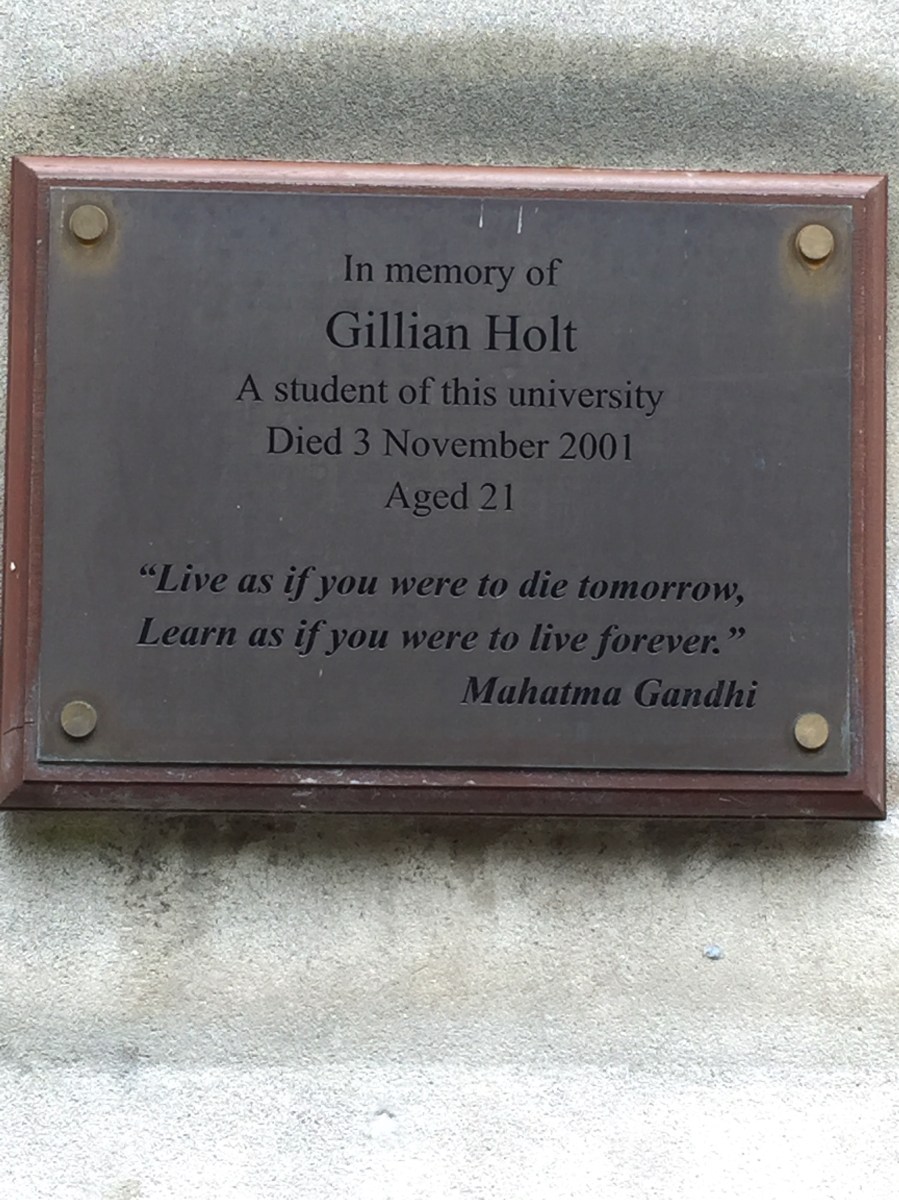 In memory of
Gillian Holt
A student of this university
Died 3 November 2001
Aged 21
“Live as if you were to die tomorrow,
Learn as if you were to live forever.”
Mahatma Gandhi